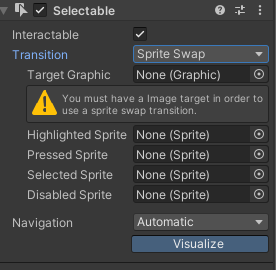 Selectable
Interactable
Transition Sprite Swap
Target Graphic None (Graphic)
You must have a Image target in order to
use a sprite swap transition.
Highlighted Sprite None (Sprite)
Pressed Sprite None (Sprite)
Selected Sprite None (Sprite)
Disabled Sprite None (Sprite)
Navigation Automatic
Visualize